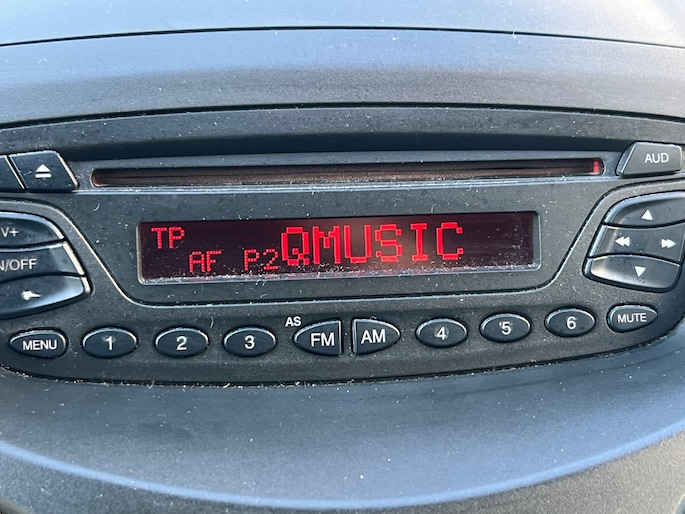 AUD
V+
N/OFF
TP
AF P2 QMUSIC
MENU 1 2 3 AS FM AM 4 5 6 MUTE